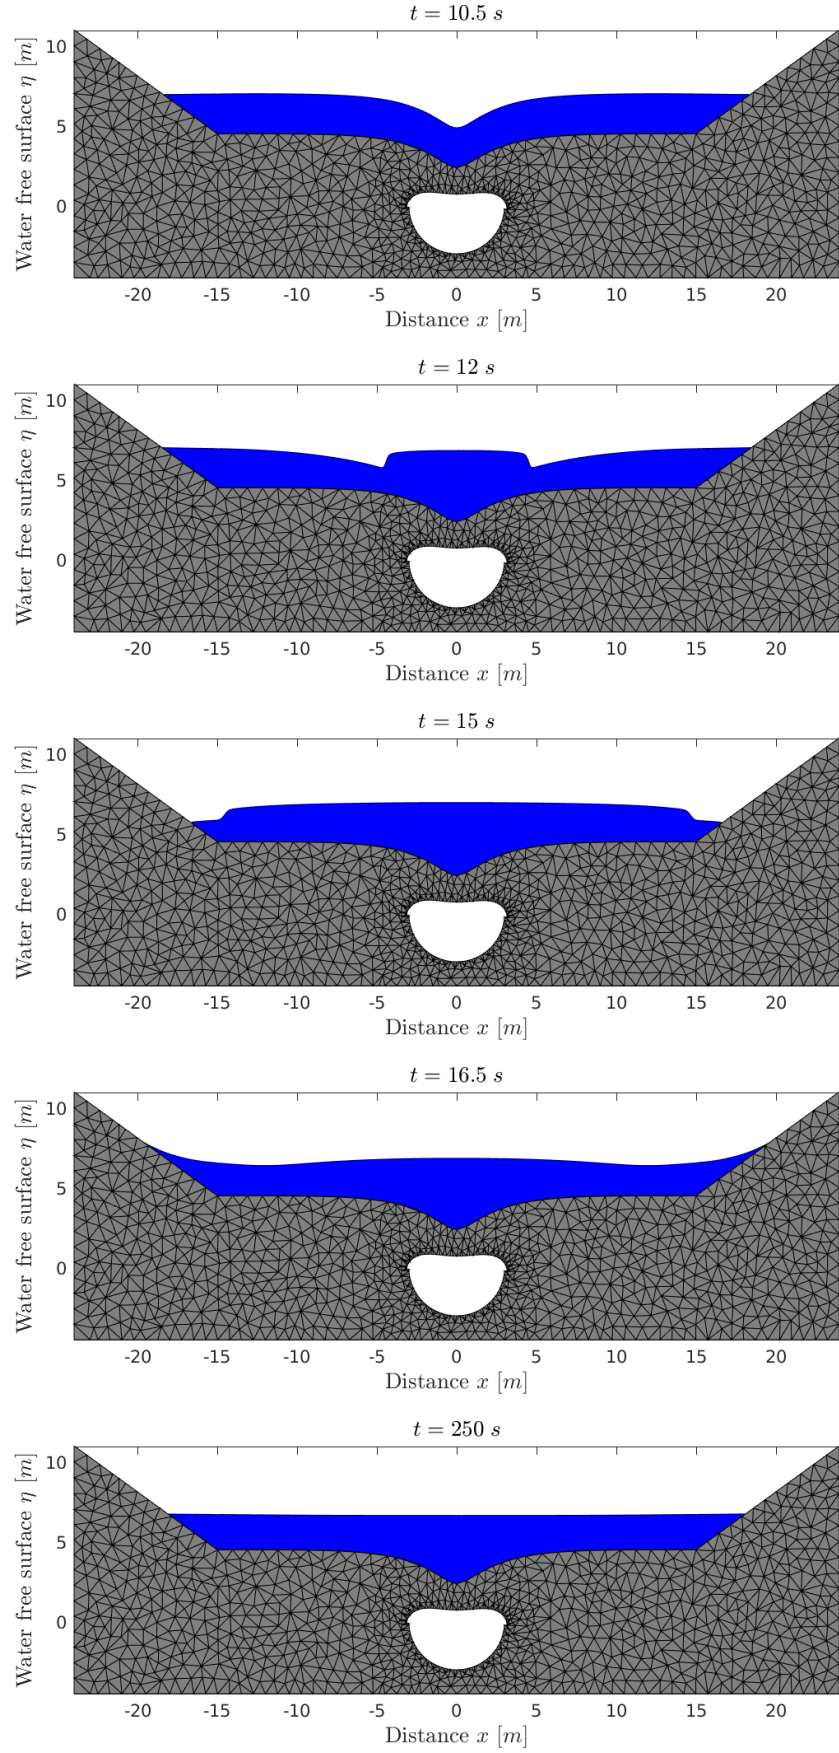 t = 10.5 s
Water free surface η [m]
10
5
0
-20 -15 -10 -5 0 5 10 15 20
Distance x [m]
t = 12 s
Water free surface η [m]
10
5
0
-20 -15 -10 -5 0 5 10 15 20
Distance x [m]
t = 15 s
Water free surface η [m]
10
5
0
-20 -15 -10 -5 0 5 10 15 20
Distance x [m]
t = 16.5 s
Water free surface η [m]
10
5
0
-20 -15 -10 -5 0 5 10 15 20
Distance x [m]
t = 250 s
Water free surface η [m]
10
5
0
-20 -15 -10 -5 0 5 10 15 20
Distance x [m]